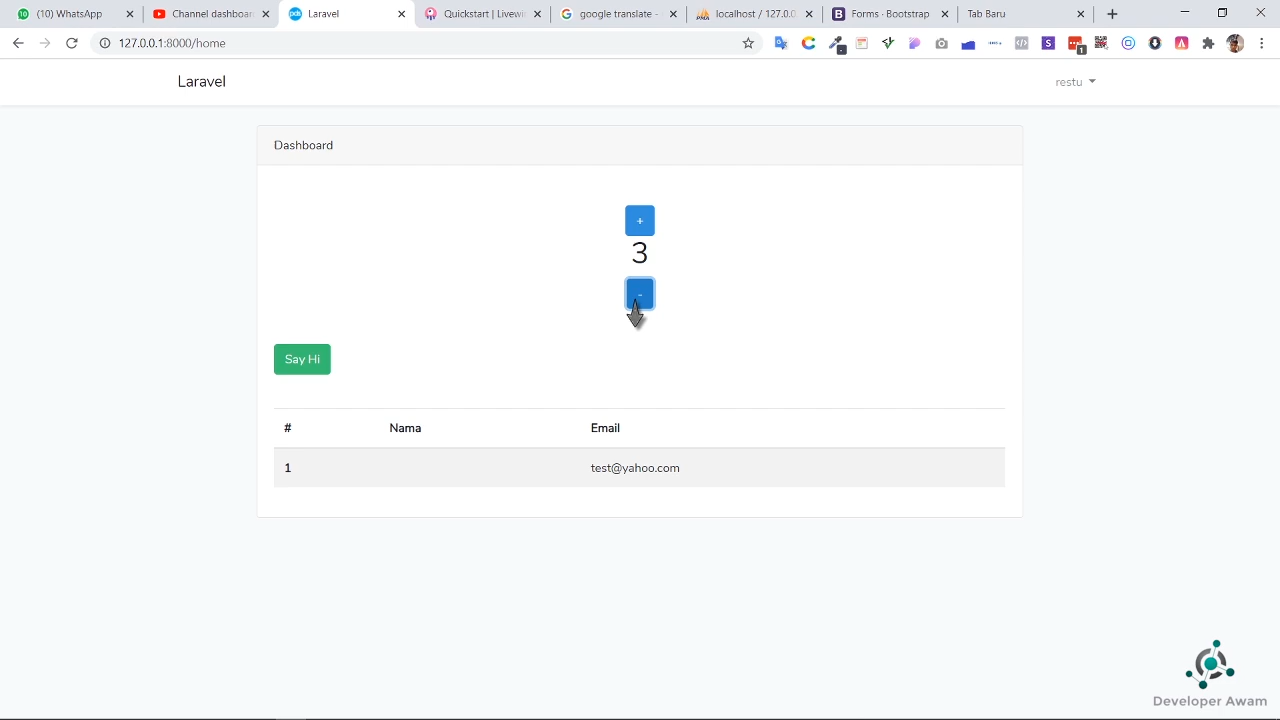 (10) WhatsApp
Channel dashboar
Laravel
Quickstart | Livewi
google translate -
localhost / 127.0.0
Forms · Bootstrap
Tab Baru
127.0.0.1:8000/home
Laravel
restu
Dashboard
+
3
-
Say Hi
# Nama Email
1 test@yahoo.com
Developer Awam